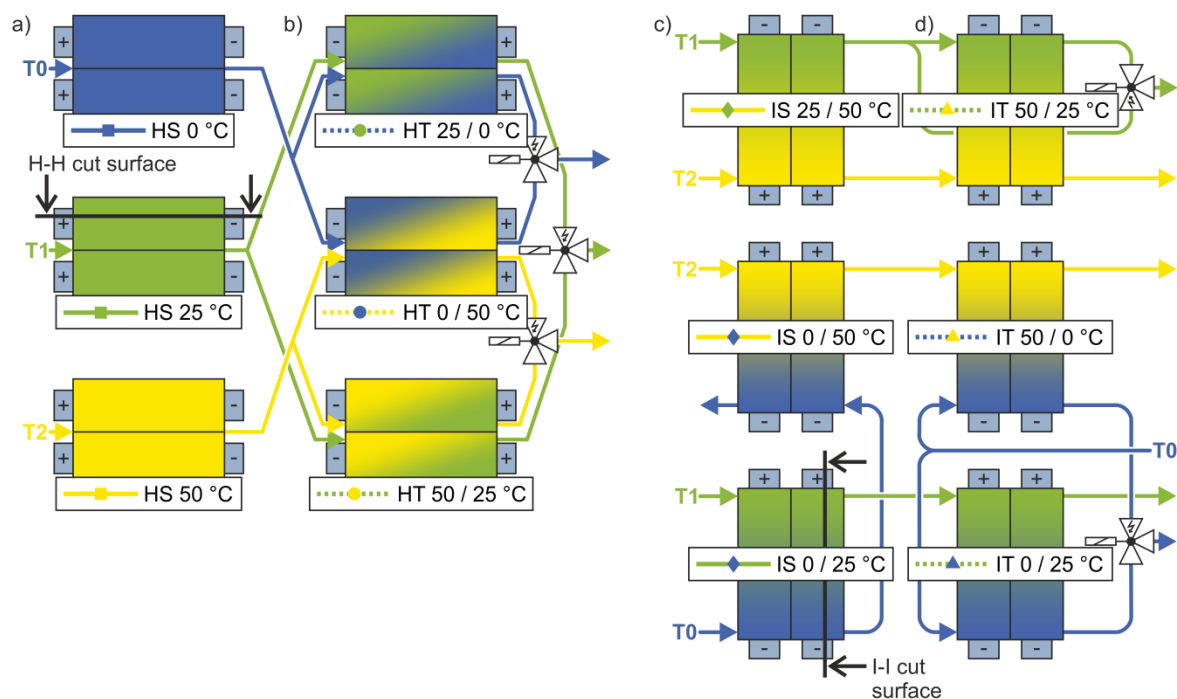 a)
b)
+
-
T0
+
-
HS 0 °C
HT 25 / 0 °C
H-H cut surface
+
-
T1
+
-
HS 25 °C
-
+
-
+
HT 0 / 50 °C
+
-
T2
+
-
HS 50 °C
-
+
-
+
HT 50 / 25 °C
c)
d)
- -
- -
T1
IS 25 / 50 °C
IT 50 / 25 °C
T2
+ +
+ +
+ +
+ +
T2
IS 0 / 50 °C
IT 50 / 0 °C
- -
- -
T0
+ +
+ +
T1
IS 0 / 25 °C
IT 0 / 25 °C
T0
- -
- -
I-I cut
surface